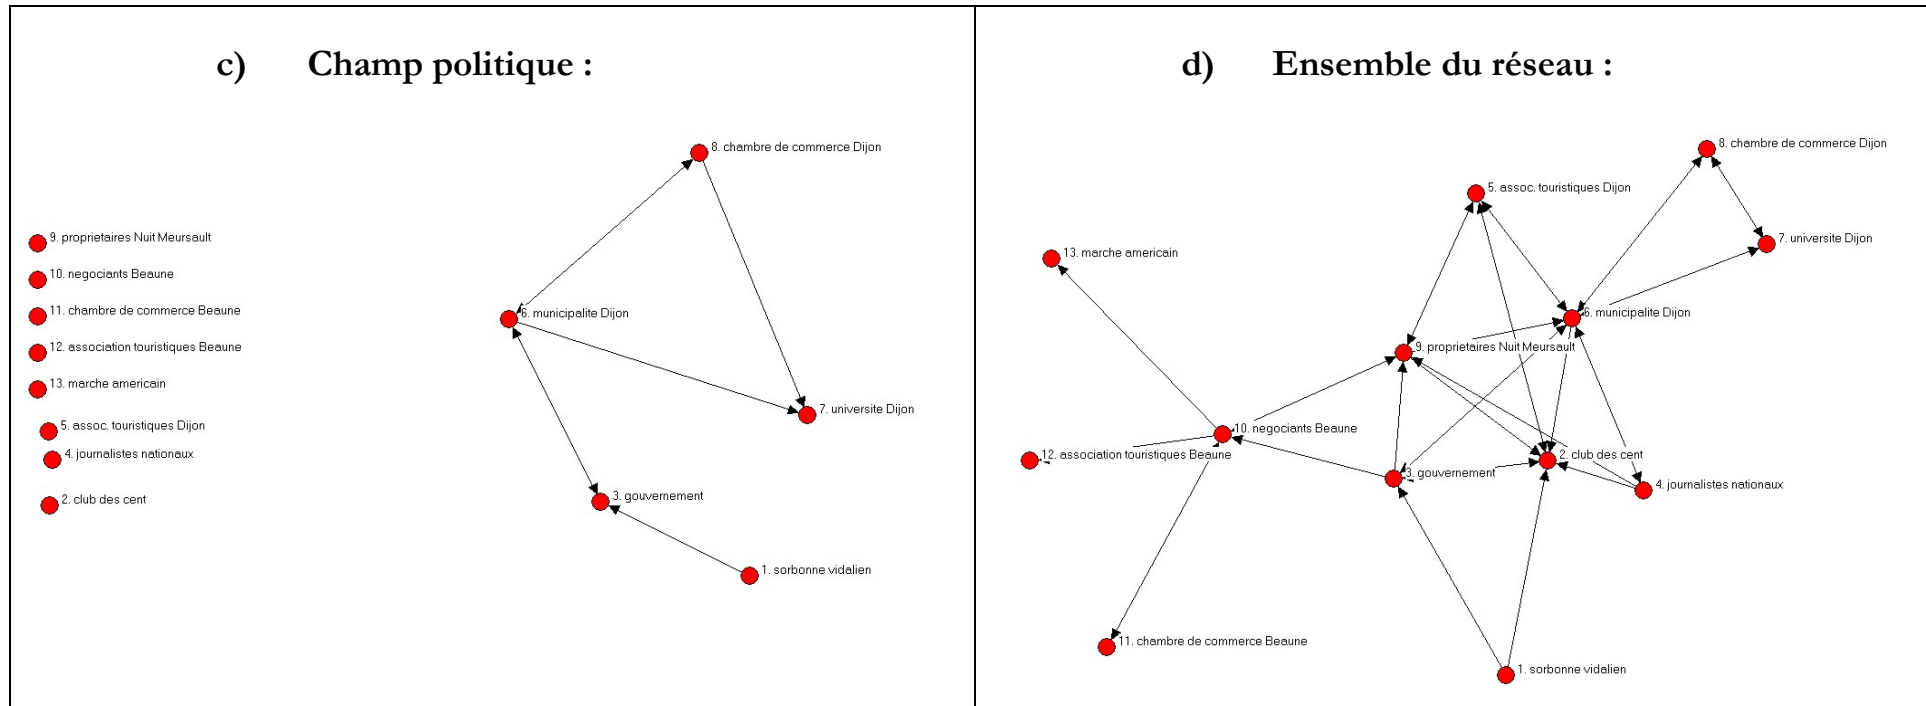 c) Champ politique :
8. chambre de commerce Dijon
9. proprietaires Nuit Meursault
10. negociants Beaune
11. chambre de commerce Beaune
6. municipalite Dijon
12. association touristiques Beaune
13. marche americain
7. universite Dijon
5. assoc. touristiques Dijon
4. journalistes nationaux
2. club des cent
3. gouvernement
1. sorbonne vidalien
d) Ensemble du réseau :
8. chambre de commerce Dijon
5. assoc. touristiques Dijon
7. universite Dijon
13. marche americain
6. municipalite Dijon
9. proprietaires Nuit Meursault
10. negociants Beaune
12. association touristiques Beaune
2. club des cent
3. gouvernement
4. journalistes nationaux
11. chambre de commerce Beaune
1. sorbonne vidalien